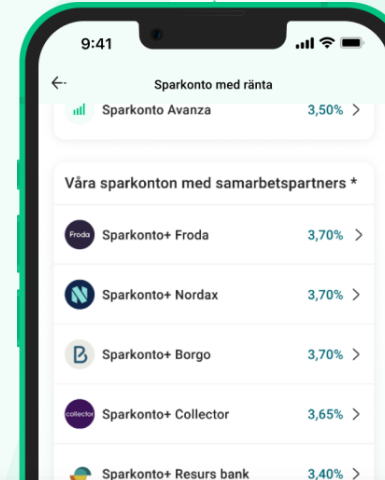 9:41
Sparkonto med ränta
Sparkonto Avanza 3,50%
Våra sparkonton med samarbetspartners *
Froda Sparkonto+ Froda 3,70%
Sparkonto+ Nordax 3,70%
Sparkonto+ Borgo 3,70%
collector Sparkonto+ Collector 3,65%
Sparkonto+ Resurs bank 3,40%